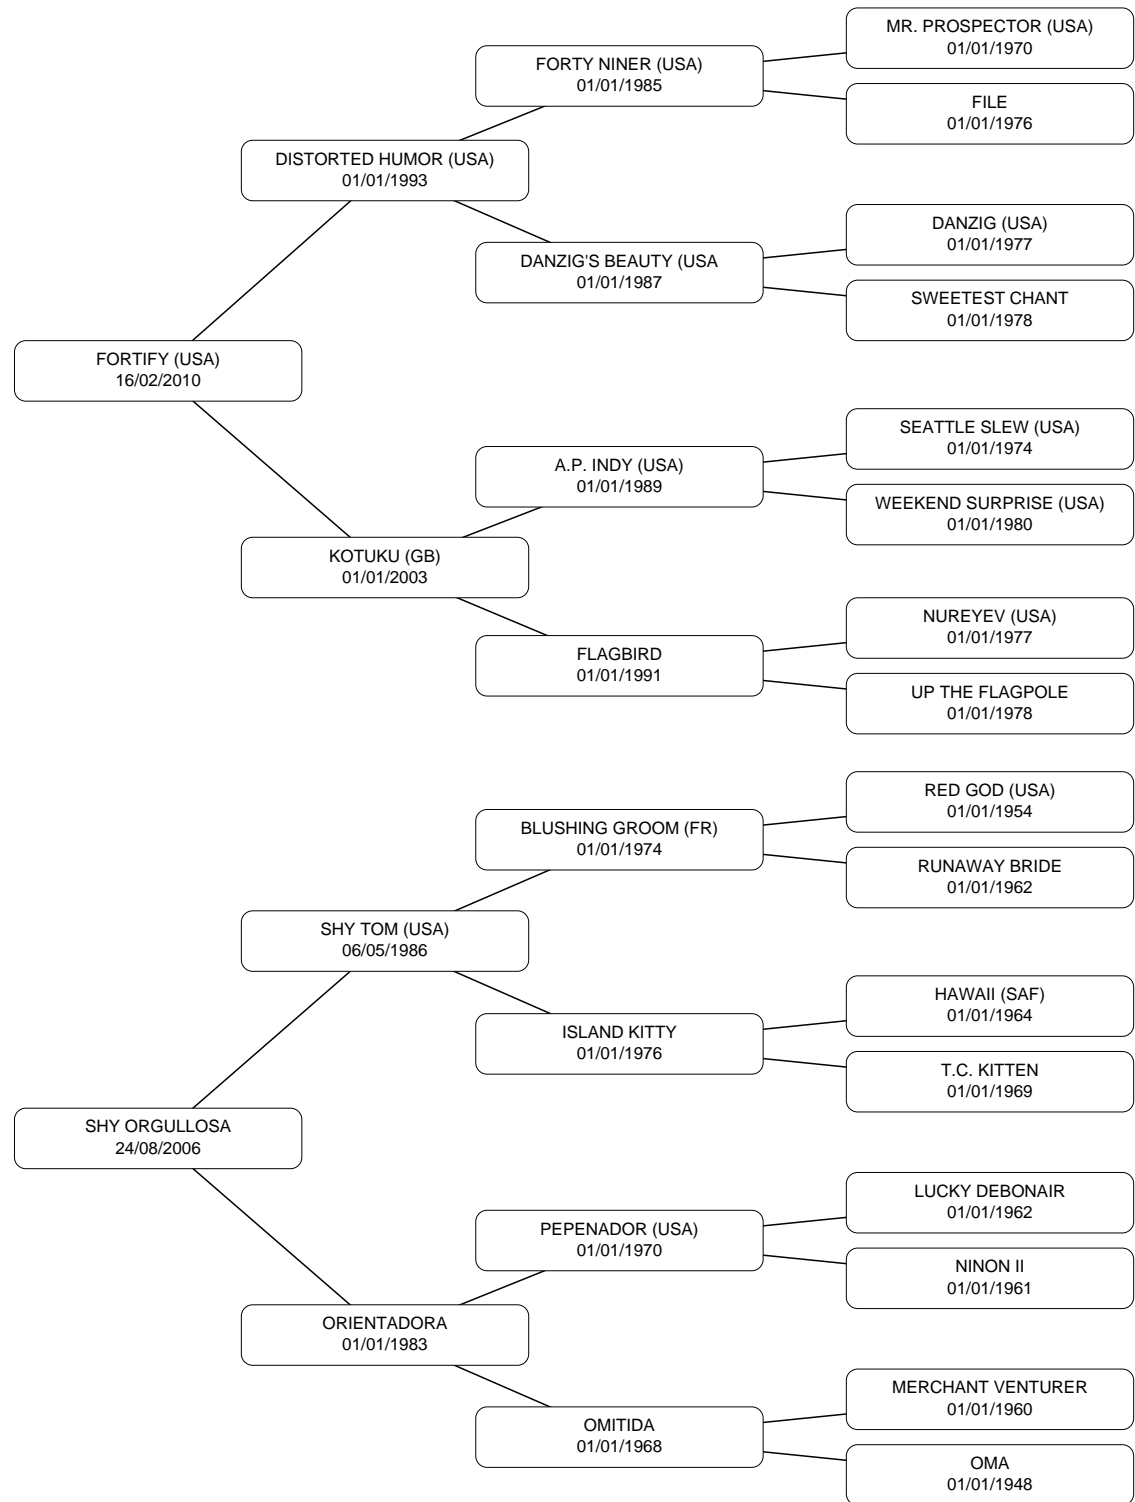 MR. PROSPECTOR (USA)
01/01/1970
FORTY NINER (USA)
01/01/1985
FILE
01/01/1976
DISTORTED HUMOR (USA)
01/01/1993
DANZIG (USA)
01/01/1977
DANZIG'S BEAUTY (USA
01/01/1987
SWEETEST CHANT
01/01/1978
FORTIFY (USA)
16/02/2010
SEATTLE SLEW (USA)
01/01/1974
A.P. INDY (USA)
01/01/1989
WEEKEND SURPRISE (USA)
01/01/1980
KOTUKU (GB)
01/01/2003
NUREYEV (USA)
01/01/1977
FLAGBIRD
01/01/1991
UP THE FLAGPOLE
01/01/1978
RED GOD (USA)
01/01/1954
BLUSHING GROOM (FR)
01/01/1974
RUNAWAY BRIDE
01/01/1962
SHY TOM (USA)
06/05/1986
HAWAII (SAF)
01/01/1964
ISLAND KITTY
01/01/1976
T.C. KITTEN
01/01/1969
SHY ORGULLOSA
24/08/2006
LUCKY DEBONAIR
01/01/1962
PEPENADOR (USA)
01/01/1970
NINON II
01/01/1961
ORIENTADORA
01/01/1983
MERCHANT VENTURER
01/01/1960
OMITIDA
01/01/1968
OMA
01/01/1948